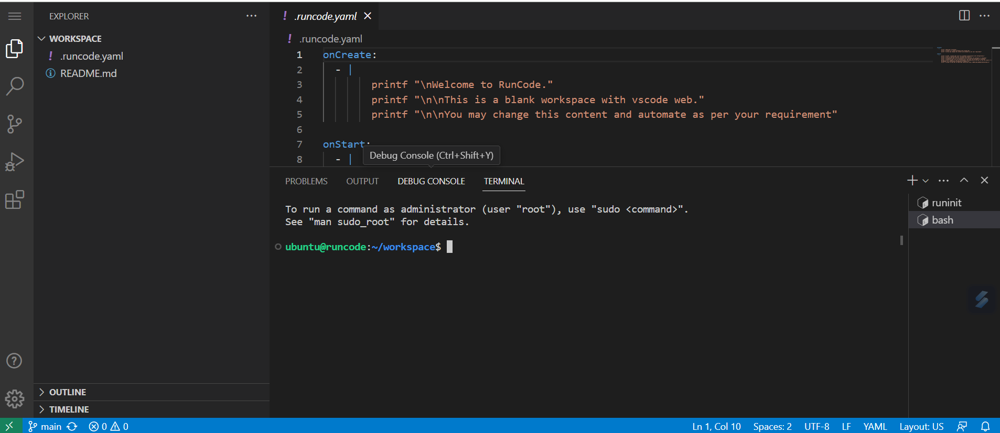 EXPLORER
WORKSPACE
! .runcode.yaml
README.md
OUTLINE
TIMELINE
! .runcode.yaml
! .runcode.yaml
1 onCreate:
2 - |
3 printf "\nWelcome to RunCode."
4 printf "\n\nThis is a blank workspace with vscode web."
5 printf "\n\nYou may change this content and automate as per your requirement"
6
7 onStart:
8 - |
Debug Console (Ctrl+Shift+Y)
PROBLEMS OUTPUT DEBUG CONSOLE TERMINAL
To run a command as administrator (user "root"), use "sudo <command>".
See "man sudo_root" for details.
ubuntu@runcode:~/workspace$
runinit
bash
main 0 0 Ln 1, Col 10 Spaces: 2 UTF-8 LF YAML Layout: US